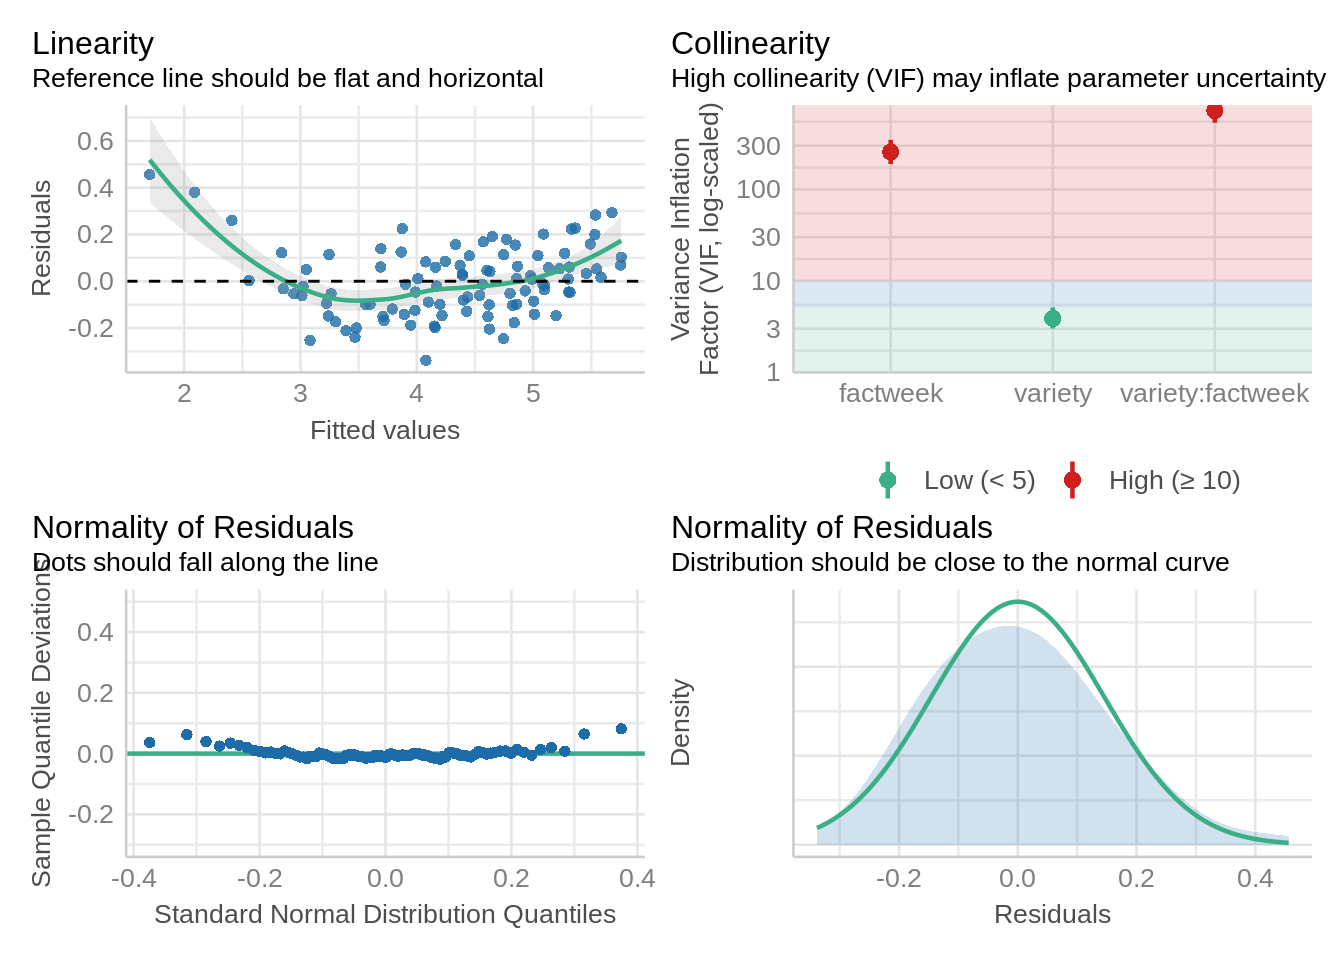 Linearity
Reference line should be flat and horizontal
Residuals
0.6
0.4
0.2
0.0
-0.2
2
3
4
5
Fitted values
Collinearity
High collinearity (VIF) may inflate parameter uncertainty
Variance Inflation
Factor (VIF, log-scaled)
300
100
30
10
3
1
factweek
variety
variety:factweek
Low (< 5)
High (≥ 10)
Normality of Residuals
Dots should fall along the line
Sample Quantile Deviations
0.4
0.2
0.0
-0.2
-0.4
-0.2
0.0
0.2
0.4
Standard Normal Distribution Quantiles
Normality of Residuals
Distribution should be close to the normal curve
Density
-0.2
0.0
0.2
0.4
Residuals